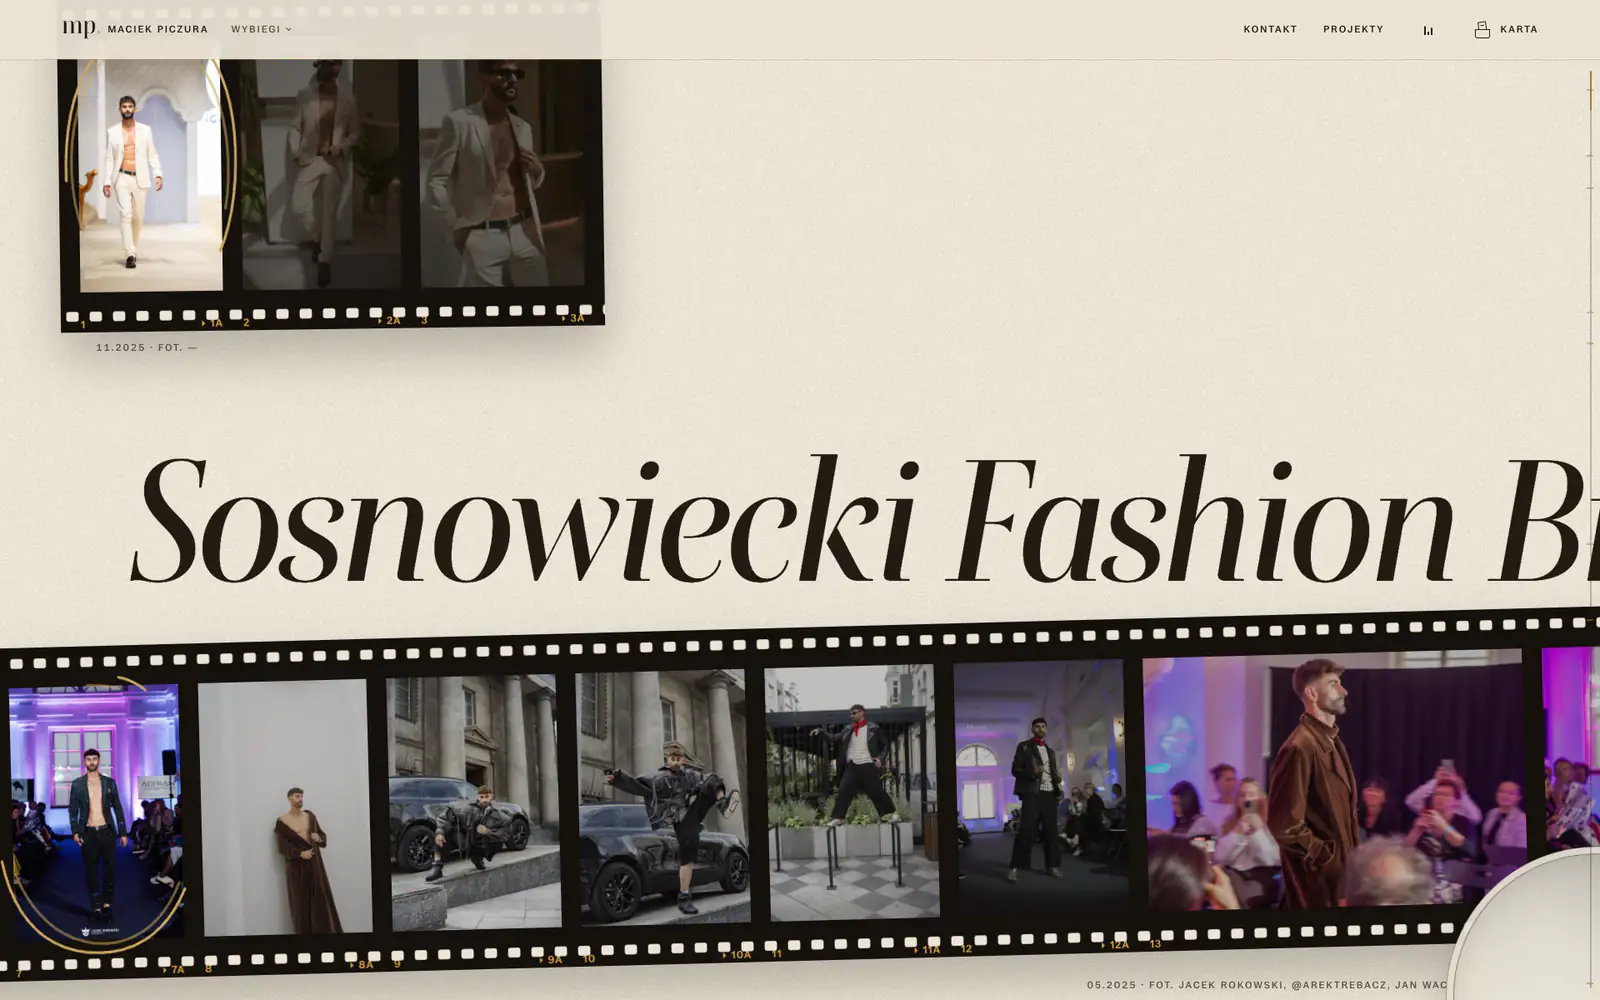 mp. MACIEK PICZURA WYBIEGI KONTAKT PROJEKTY KARTA
1 1A 2 2A 3 3A
11.2025 · FOT. —
Sosnowiecki Fashion
7 7A 8 8A 9 9A 10 10A 11 11A 12 12A 13
05.2025 · FOT. JACEK ROKOWSKI, @AREKTREBACZ, JAN